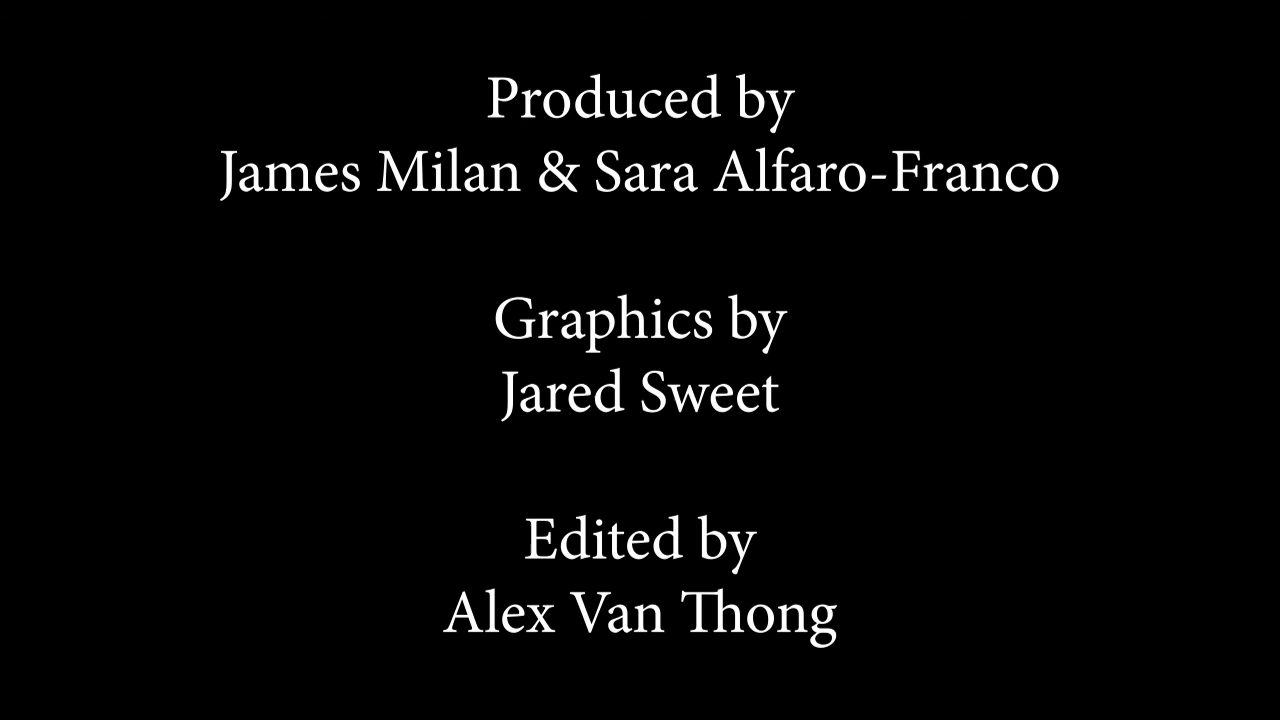 Produced by
James Milan & Sara Alfaro-Franco
Graphics by
Jared Sweet
Edited by
Alex Van Thong